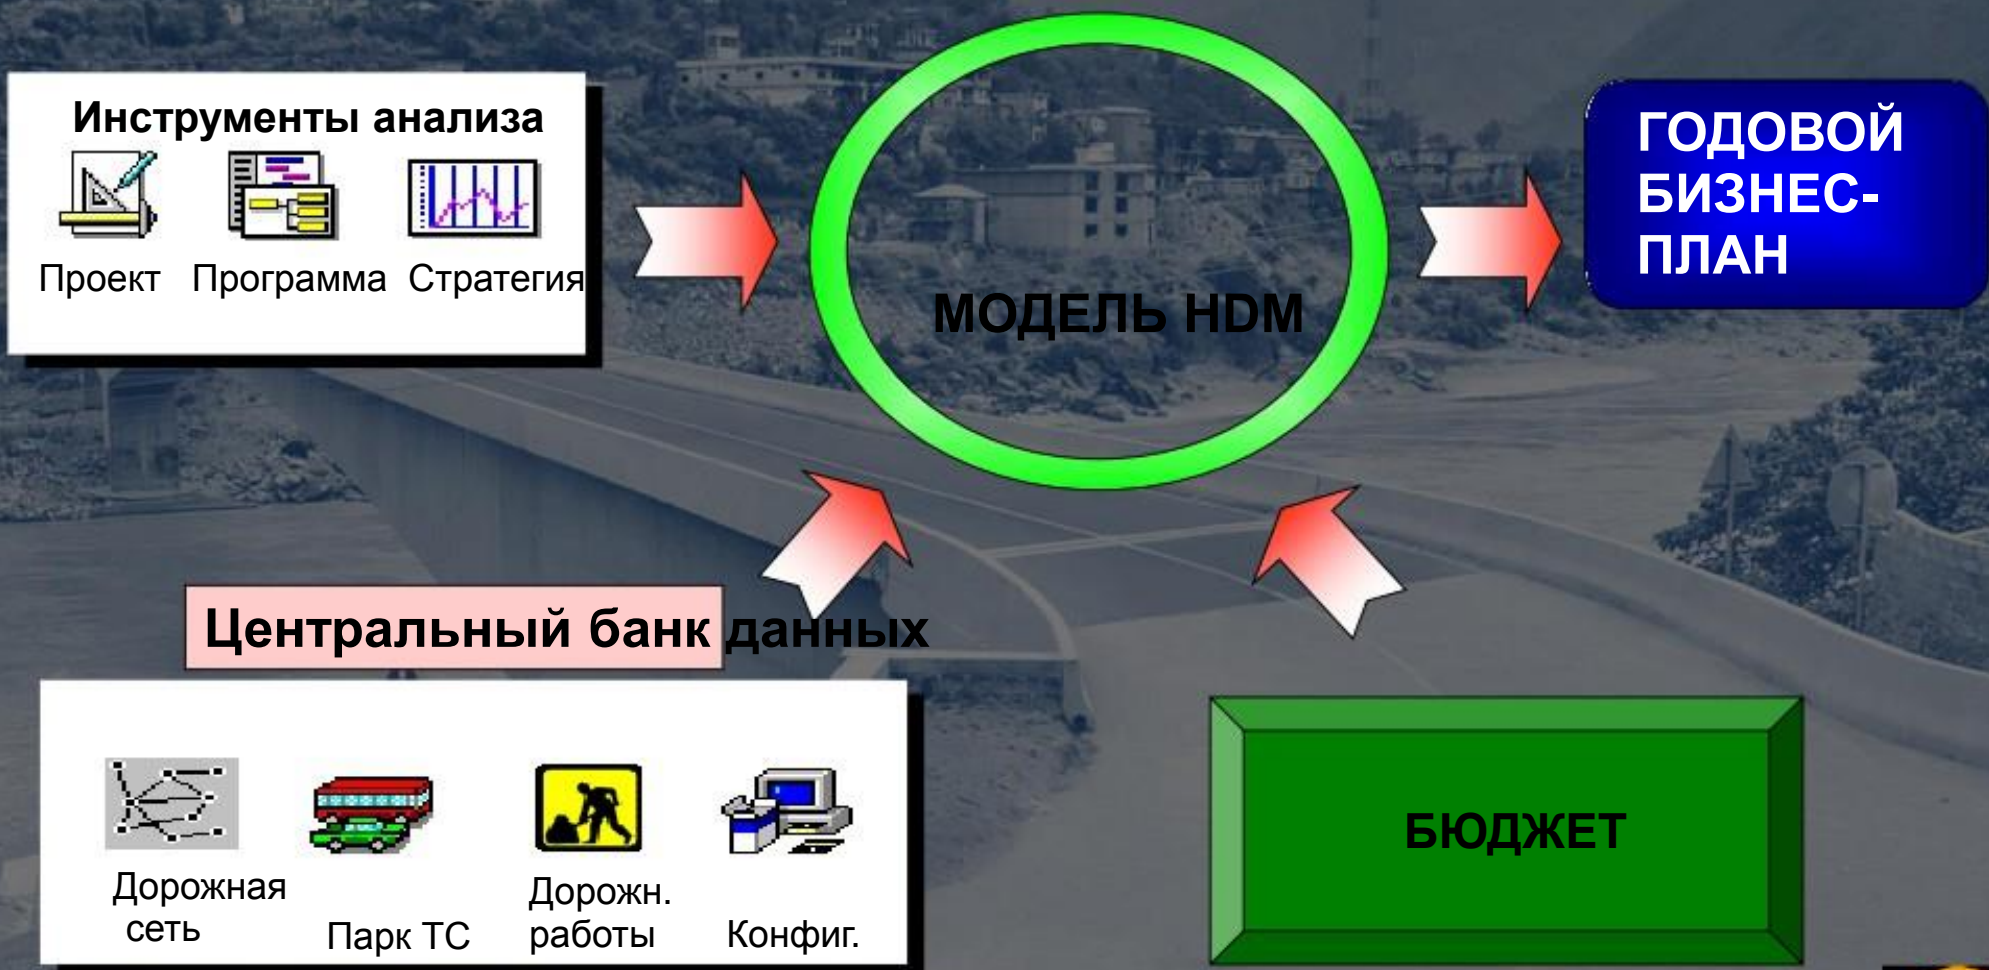 Инструменты анализа
Проект Программа Стратегия
МОДЕЛЬ HDM
ГОДОВОЙ
БИЗНЕС-
ПЛАН
Центральный банк данных
Дорожная
сеть
Парк ТС
Дорожн.
работы
Конфиг.
БЮДЖЕТ